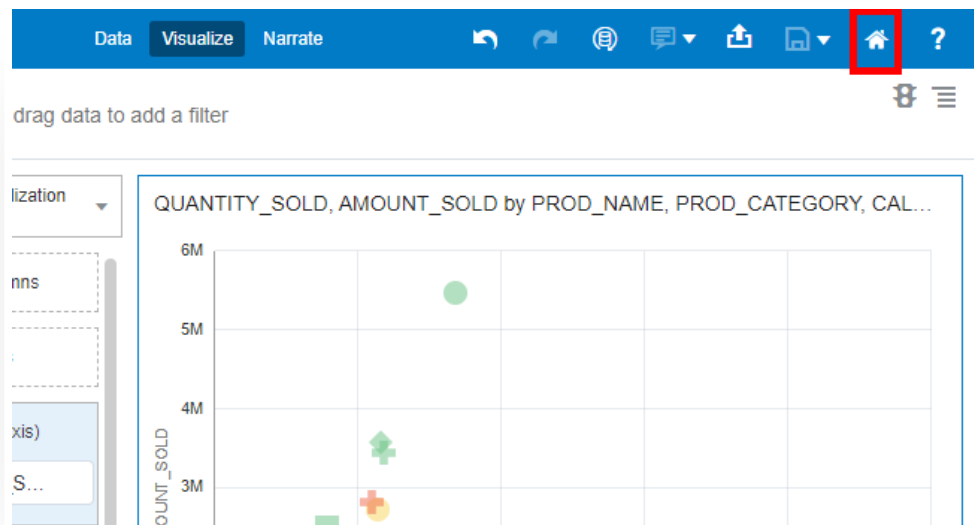 Data Visualize Narrate ?
drag data to add a filter
lization
QUANTITY_SOLD, AMOUNT_SOLD by PROD_NAME, PROD_CATEGORY, CAL...
6M
mns
5M
4M
xis)
S...
3M
OUNT_SOLD